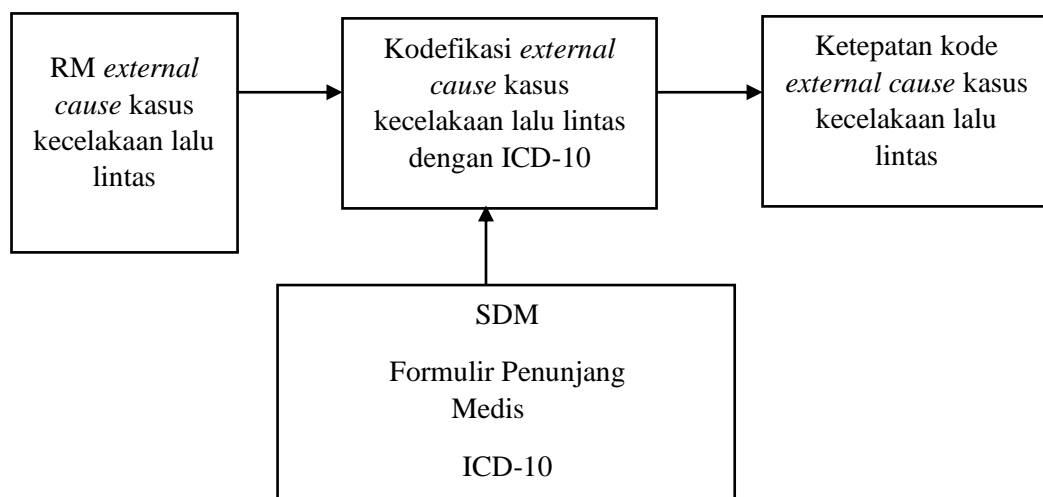 RM external
cause kasus
kecelakaan lalu
lintas
Kodefikasi external
cause kasus
kecelakaan lalu lintas
dengan ICD-10
Ketepatan kode
external cause kasus
kecelakaan lalu
lintas
SDM
Formulir Penunjang
Medis
ICD-10